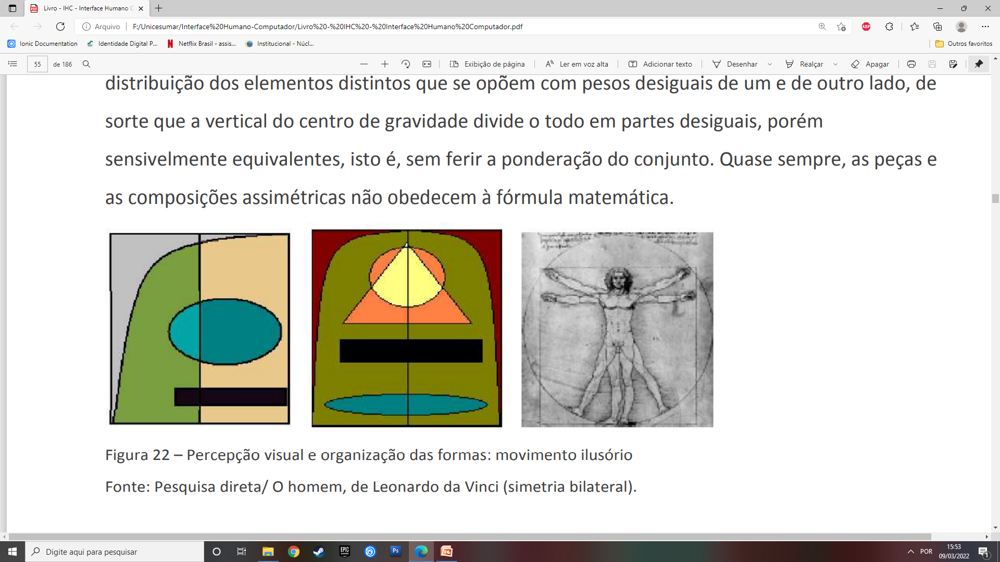 Livro - IHC - Interface Humano C
Arquivo
F:/Unicesumar/Interface%20Humano-Computador/Livro%20-%20IHC%20-%20Interface%20Humano%20Computador.pdf
ABP
Ionic Documentation
Identidade Digital P...
Netflix Brasil - assis...
Institucional - Núcl...
Outros favoritos
55 de 186
Exibição de página
Ler em voz alta
Adicionar texto
Desenhar
Realçar
Apagar
distribuição dos elementos distintos que se opõem com pesos desiguais de um e de outro lado, de
sorte que a vertical do centro de gravidade divide o todo em partes desiguais, porém
sensivelmente equivalentes, isto é, sem ferir a ponderação do conjunto. Quase sempre, as peças e
as composições assimétricas não obedecem à fórmula matemática.
Figura 22 – Percepção visual e organização das formas: movimento ilusório
Fonte: Pesquisa direta/ O homem, de Leonardo da Vinci (simetria bilateral).
Digite aqui para pesquisar
EPIC GAMES
Ps
POR
15:53
09/03/2022
1